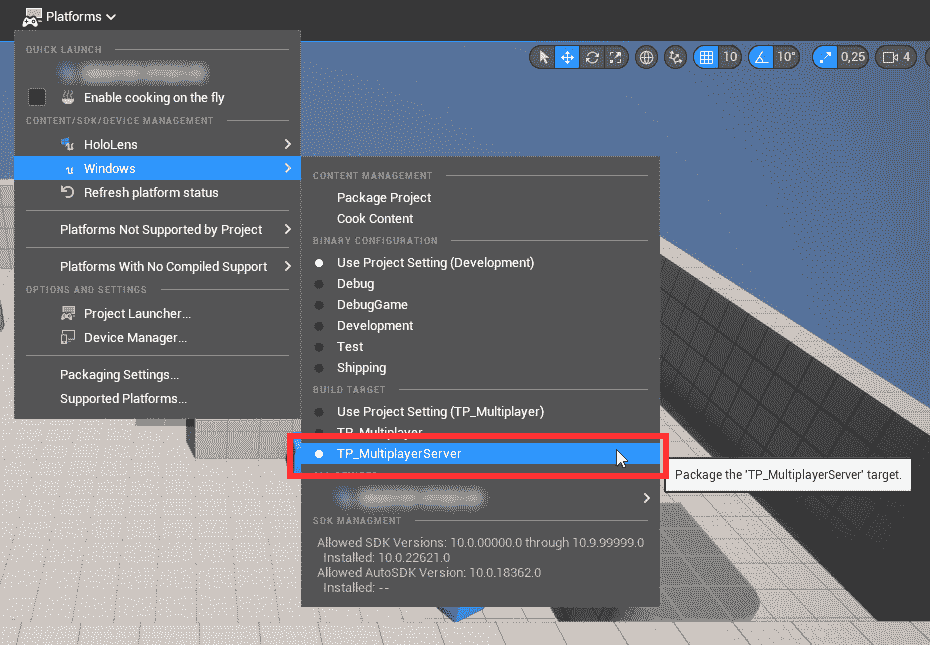 Platforms
QUICK LAUNCH
Enable cooking on the fly
CONTENT/SDK/DEVICE MANAGEMENT
HoloLens
Windows
Refresh platform status
Platforms Not Supported by Project
Platforms With No Compiled Support
OPTIONS AND SETTINGS
Project Launcher...
Device Manager...
Packaging Settings...
Supported Platforms...
10
10°
0,25
4
CONTENT MANAGEMENT
Package Project
Cook Content
BINARY CONFIGURATION
Use Project Setting (Development)
Debug
DebugGame
Development
Test
Shipping
BUILD TARGET
Use Project Setting (TP_Multiplayer)
TP_Multiplayer
TP_MultiplayerServer
Package the 'TP_MultiplayerServer' target.
SDK MANAGMENT
Allowed SDK Versions: 10.0.00000.0 through 10.9.99999.0
Installed: 10.0.22621.0
Allowed AutoSDK Version: 10.0.18362.0
Installed: --